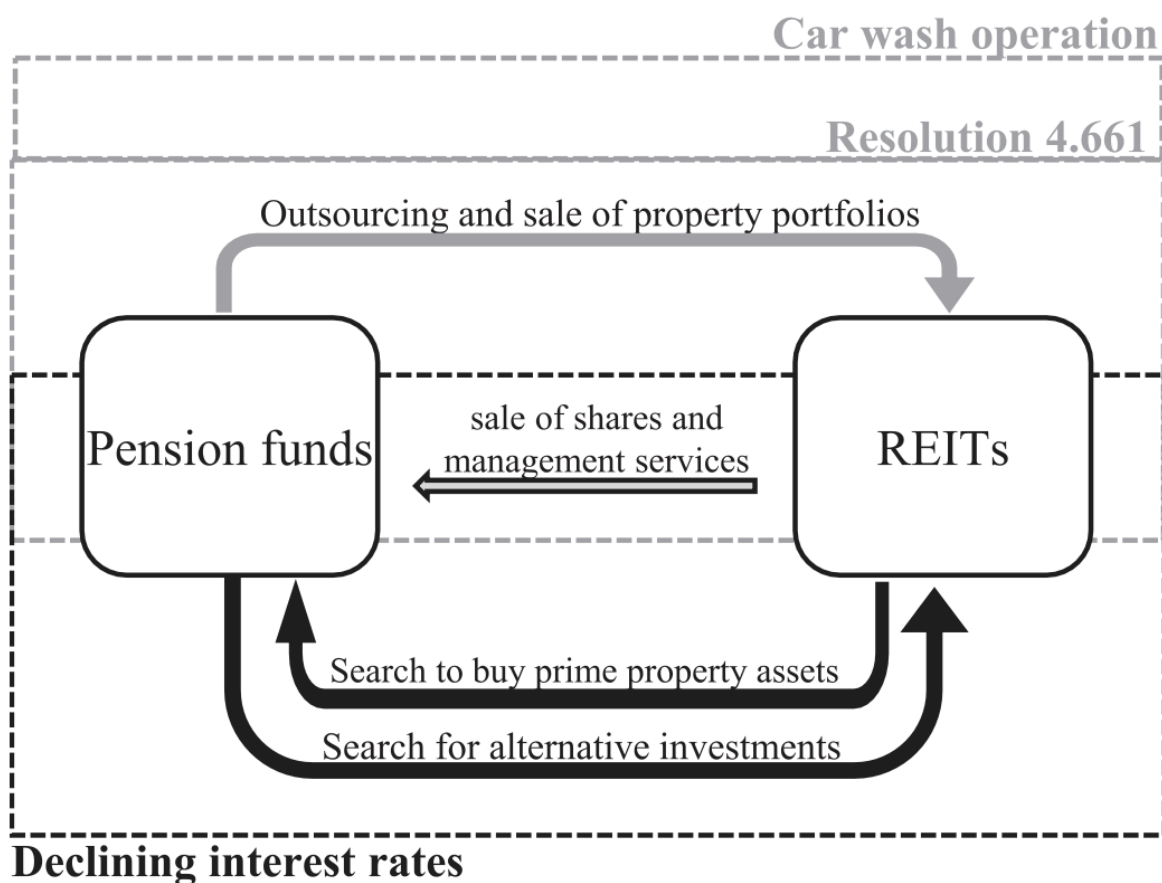 Car wash operation
Resolution 4.661
Outsourcing and sale of property portfolios
sale of shares and
management services
Pension funds
REITs
Search to buy prime property assets
Search for alternative investments
Declining interest rates